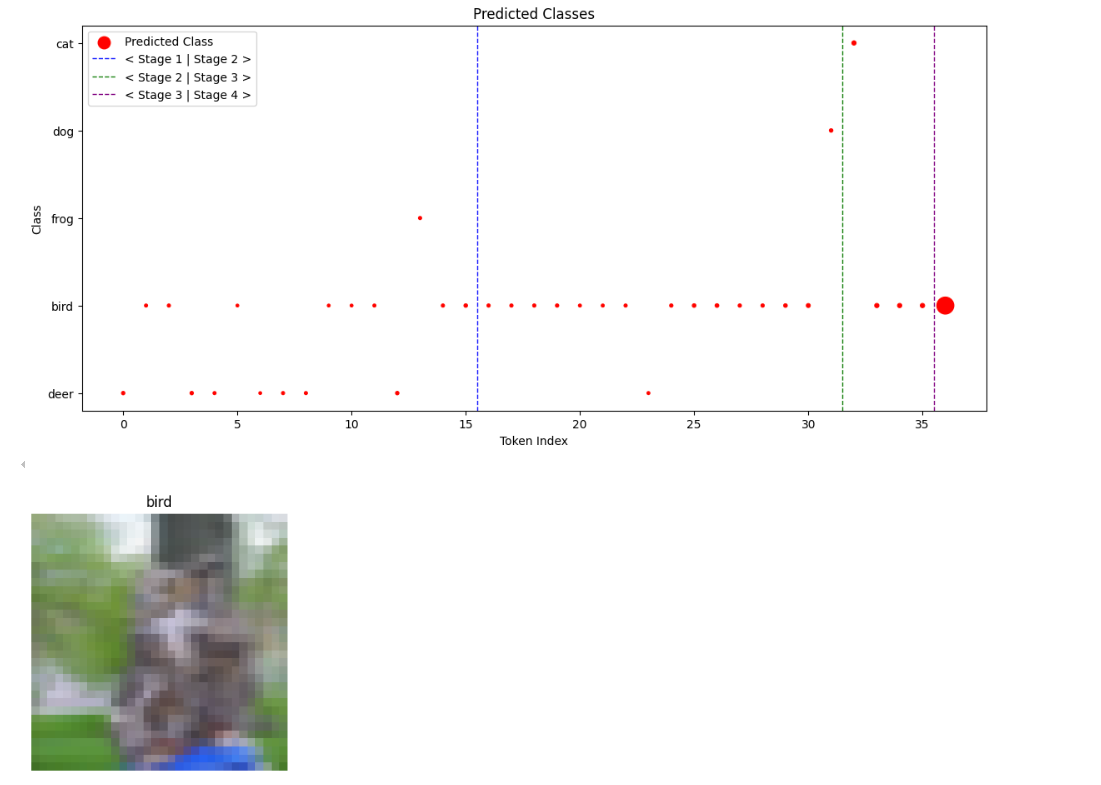 Predicted Classes
cat
dog
frog
bird
deer
Class
Predicted Class
< Stage 1 | Stage 2 >
< Stage 2 | Stage 3 >
< Stage 3 | Stage 4 >
0 5 10 15 20 25 30 35
Token Index
bird